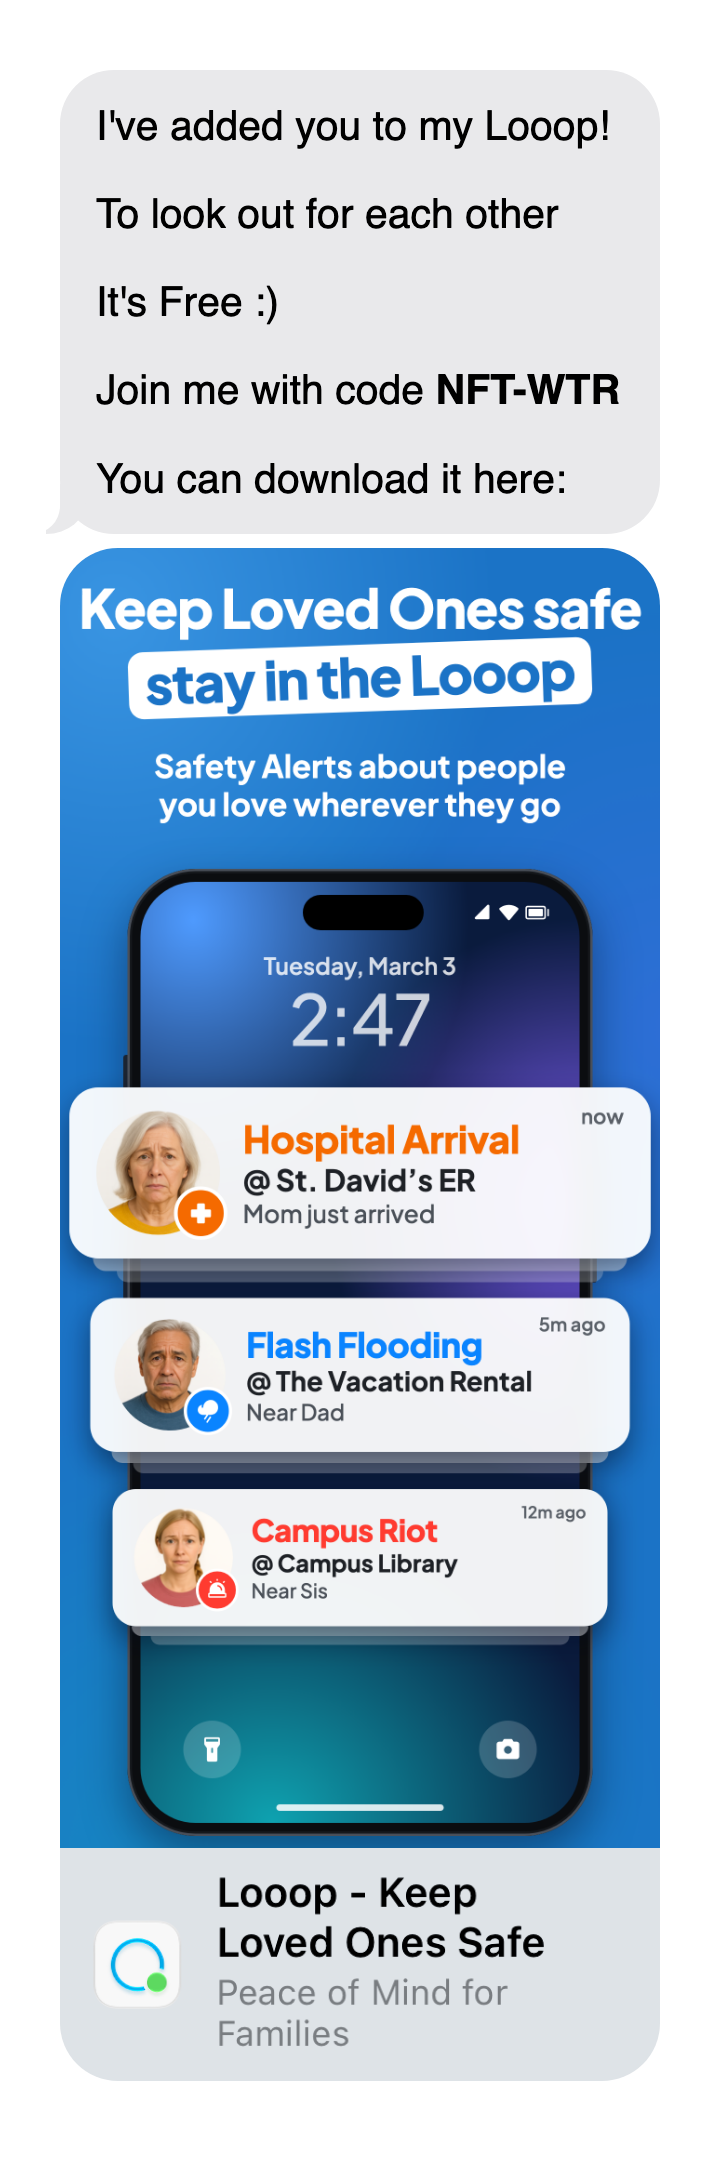 I've added you to my Looop!
To look out for each other
It's Free :)
Join me with code NFT-WTR
You can download it here:
Keep Loved Ones safe
stay in the Looop
Safety Alerts about people
you love wherever they go
Tuesday, March 3
2:47
now
Hospital Arrival
@ St. David's ER
Mom just arrived
5m ago
Flash Flooding
@ The Vacation Rental
Near Dad
12m ago
Campus Riot
@ Campus Library
Near Sis
Looop - Keep
Loved Ones Safe
Peace of Mind for
Families